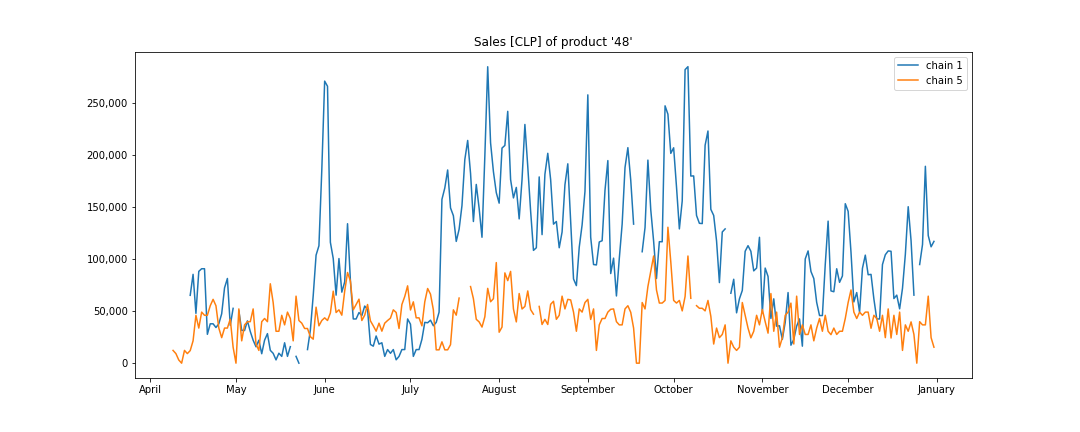 Sales [CLP] of product '48'
chain 1
chain 5
250,000
200,000
150,000
100,000
50,000
0
April May June July August September October November December January